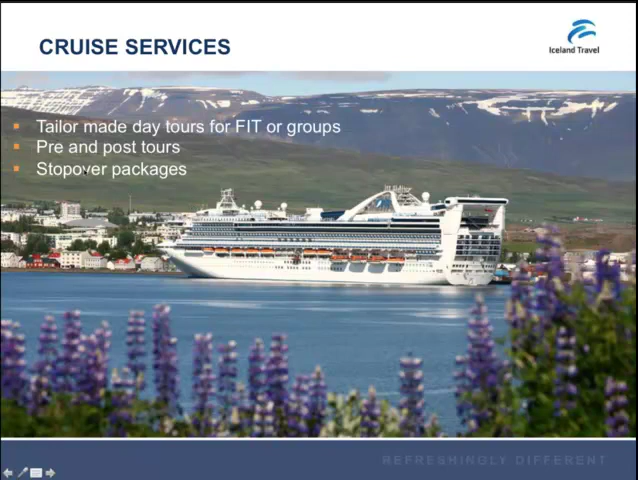 CRUISE SERVICES
Iceland Travel
Tailor made day tours for FIT or groups
Pre and post tours
Stopover packages
REFRESHINGLY DIFFERENT